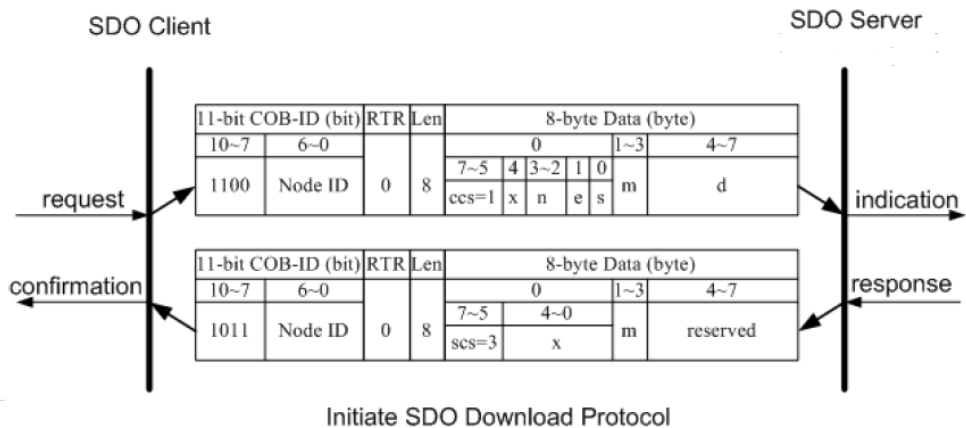 SDO Client
SDO Server
11-bit COB-ID (bit) RTR Len 8-byte Data (byte)
10~7 6~0 0 1~3 4~7
7~5 4 3~2 1 0
1100 Node ID 0 8 m d
ccs=1 x n e s
request
indication
11-bit COB-ID (bit) RTR Len 8-byte Data (byte)
10~7 6~0 0 1~3 4~7
confirmation
response
7~5 4~0
1011 Node ID 0 8 m reserved
scs=3 x
Initiate SDO Download Protocol